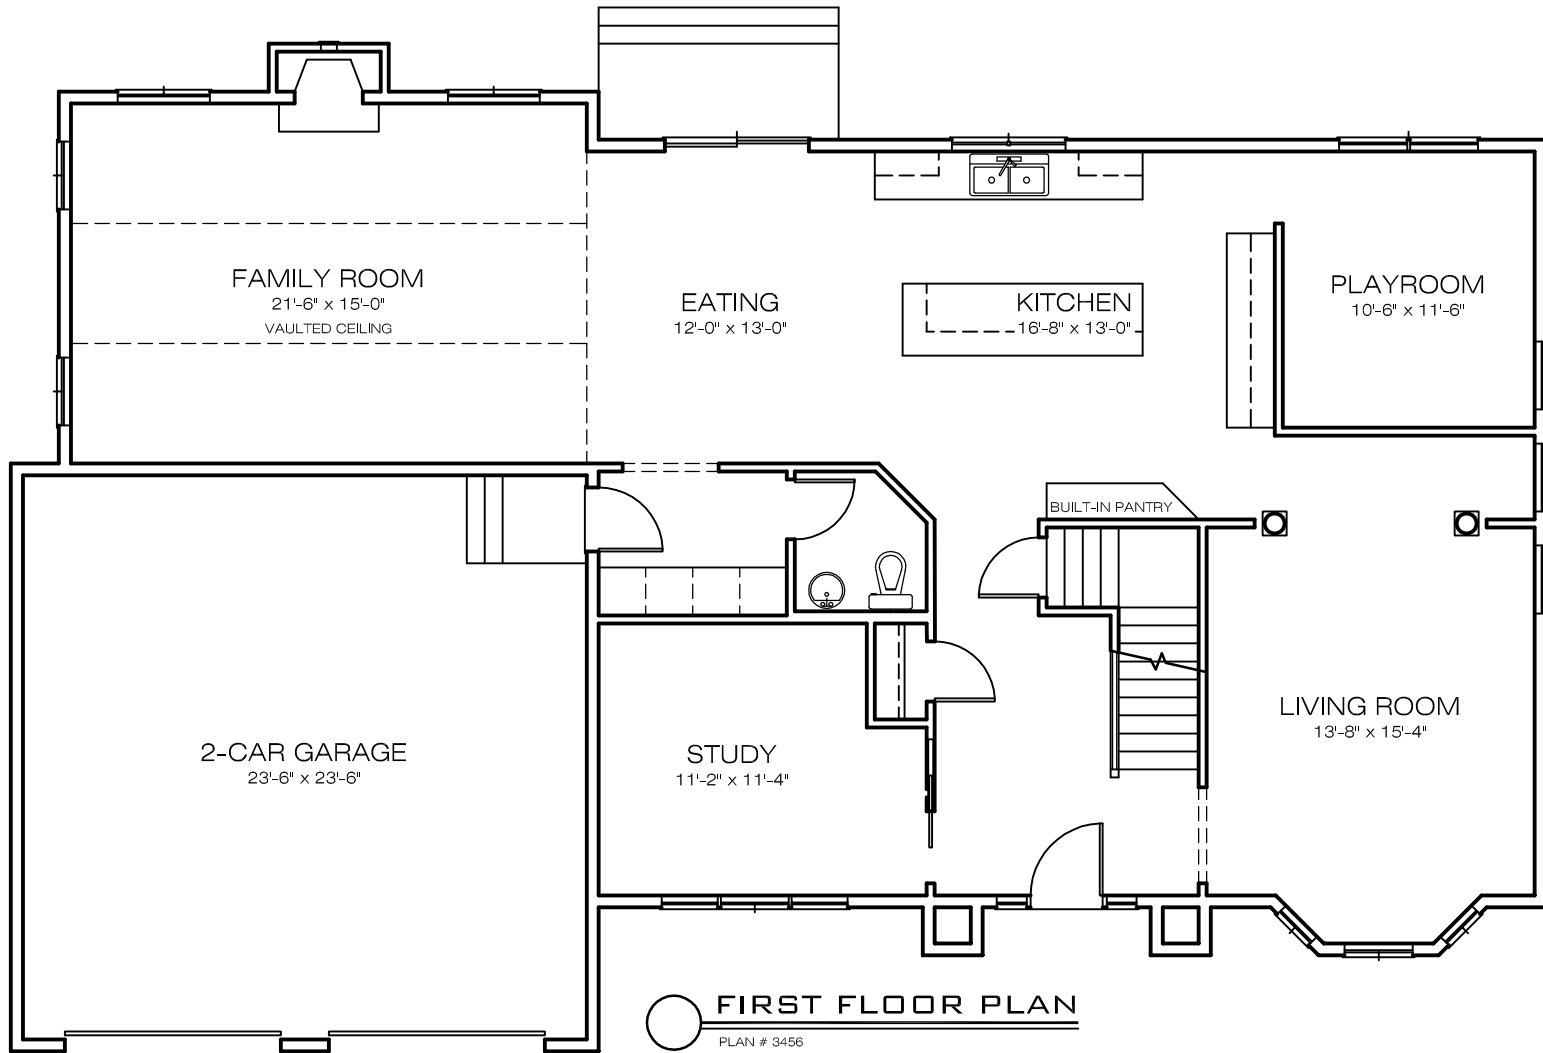 FAMILY ROOM
21'-6" x 15'-0"
VAULTED CEILING
EATING
12'-0" x 13'-0"
KITCHEN
16'-8" x 13'-0"
PLAYROOM
10'-6" x 11'-6"
BUILT-IN PANTRY
LIVING ROOM
13'-8" x 15'-4"
2-CAR GARAGE
23'-6" x 23'-6"
STUDY
11'-2" x 11'-4"
FIRST FLOOR PLAN
PLAN # 3456